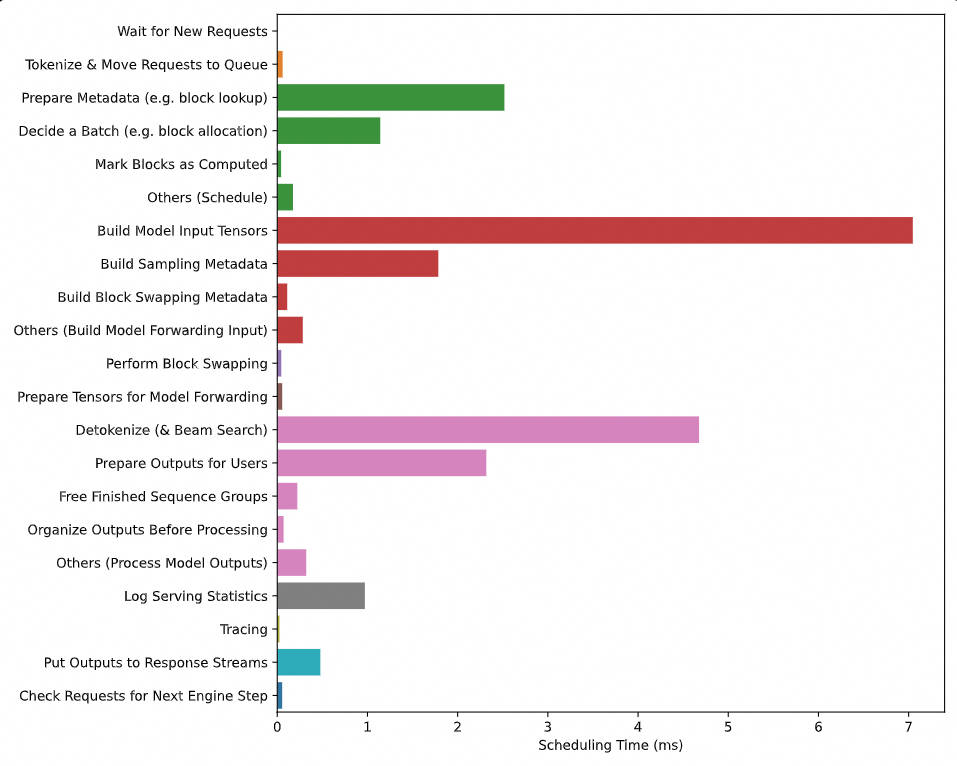 Wait for New Requests
Tokenize & Move Requests to Queue
Prepare Metadata (e.g. block lookup)
Decide a Batch (e.g. block allocation)
Mark Blocks as Computed
Others (Schedule)
Build Model Input Tensors
Build Sampling Metadata
Build Block Swapping Metadata
Others (Build Model Forwarding Input)
Perform Block Swapping
Prepare Tensors for Model Forwarding
Detokenize (& Beam Search)
Prepare Outputs for Users
Free Finished Sequence Groups
Organize Outputs Before Processing
Others (Process Model Outputs)
Log Serving Statistics
Tracing
Put Outputs to Response Streams
Check Requests for Next Engine Step
0 1 2 3 4 5 6 7
Scheduling Time (ms)